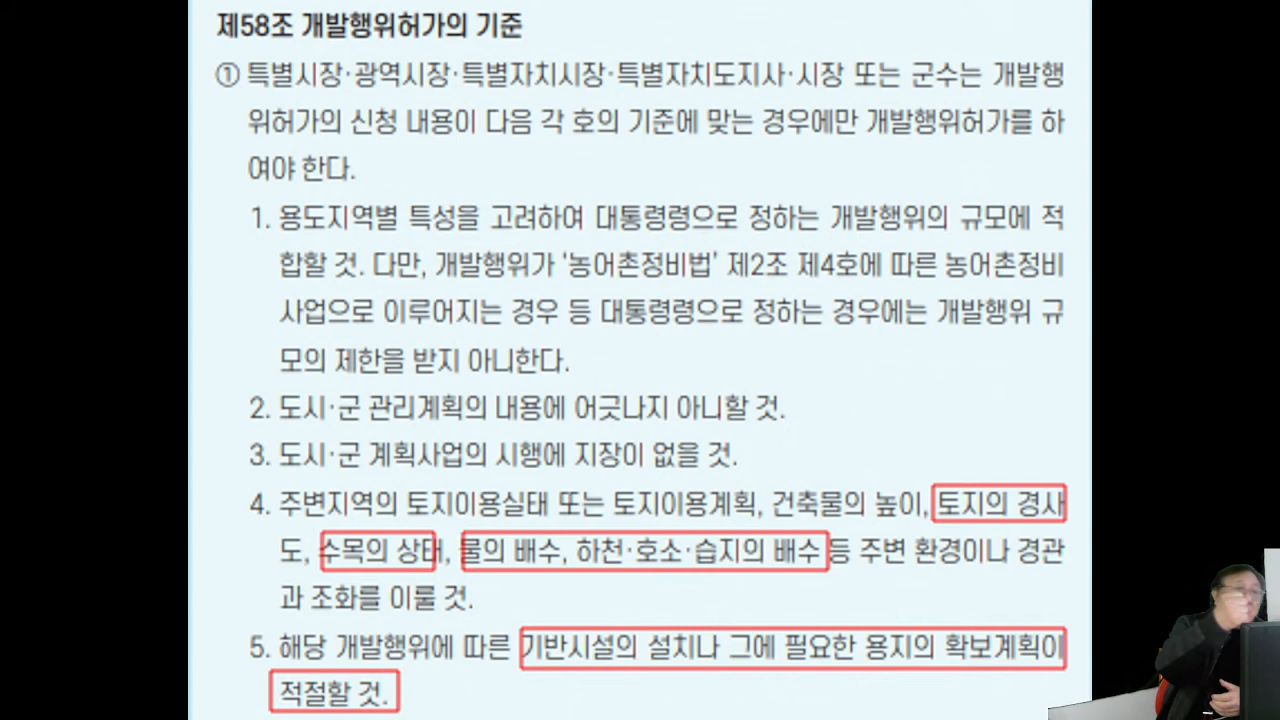 제58조 개발행위허가의 기준
① 특별시장·광역시장·특별자치시장·특별자치도지사·시장 또는 군수는 개발행
위허가의 신청 내용이 다음 각 호의 기준에 맞는 경우에만 개발행위허가를 하
여야 한다.
1. 용도지역별 특성을 고려하여 대통령령으로 정하는 개발행위의 규모에 적
합할 것. 다만, 개발행위가 ‘농어촌정비법’ 제2조 제4호에 따른 농어촌정비
사업으로 이루어지는 경우 등 대통령령으로 정하는 경우에는 개발행위 규
모의 제한을 받지 아니한다.
2. 도시·군 관리계획의 내용에 어긋나지 아니할 것.
3. 도시·군 계획사업의 시행에 지장이 없을 것.
4. 주변지역의 토지이용실태 또는 토지이용계획, 건축물의 높이, 토지의 경사
도, 수목의 상태, 물의 배수, 하천·호소·습지의 배수 등 주변 환경이나 경관
과 조화를 이룰 것.
5. 해당 개발행위에 따른 기반시설의 설치나 그에 필요한 용지의 확보계획이
적절할 것.